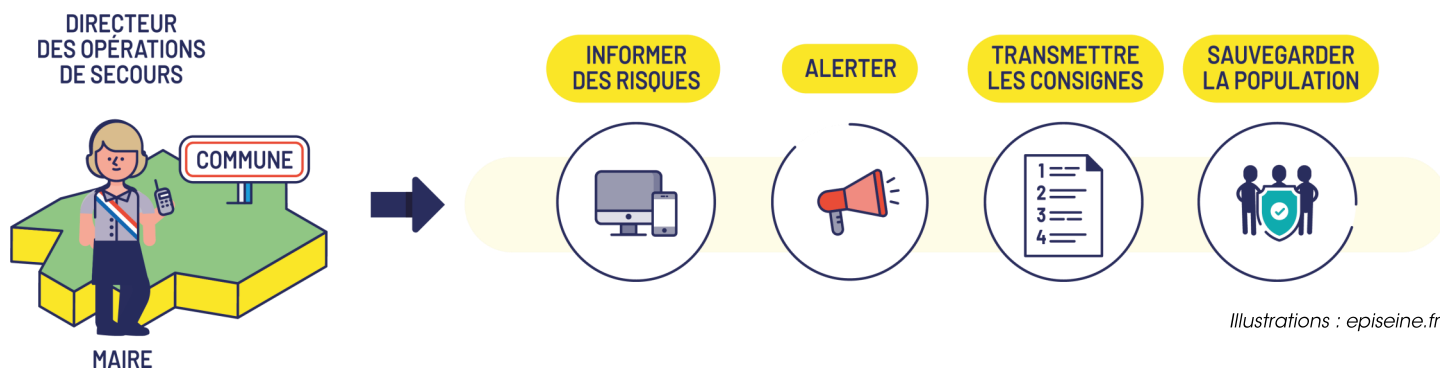 DIRECTEUR
DES OPÉRATIONS
DE SECOURS
COMMUNE
MAIRE
INFORMER
DES RISQUES
ALERTER
TRANSMETTRE
LES CONSIGNES
1
2
3
4
SAUVEGARDER
LA POPULATION
Illustrations : episeine.fr